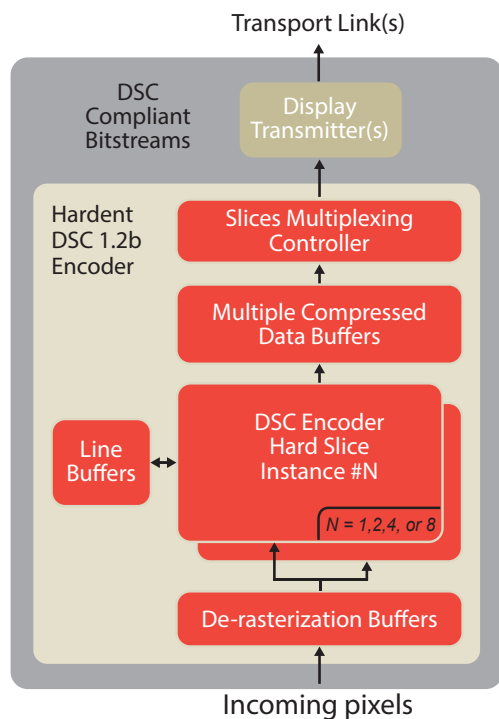 Transport Link(s)
DSC
Compliant
Bitstreams
Display
Transmitter(s)
Hardent
DSC 1.2b
Encoder
Slices Multiplexing
Controller
Multiple Compressed
Data Buffers
DSC Encoder
Hard Slice
Instance #N
Line
Buffers
N = 1,2,4, or 8
De-rasterization Buffers
Incoming pixels